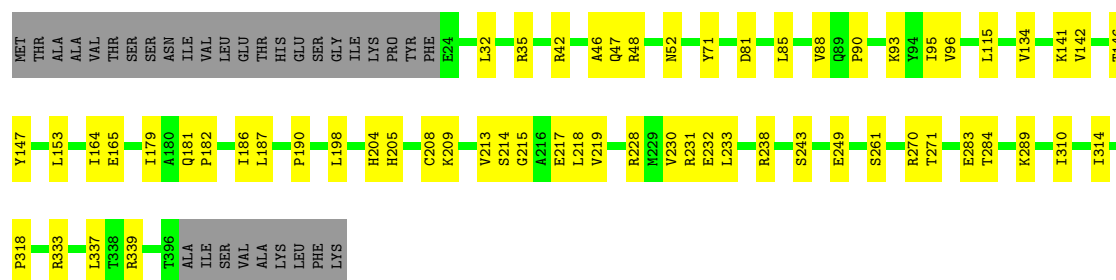 MET THR ALA ALA VAL THR SER SER ASN ILE VAL LEU GLU THR HIS GLU SER GLY ILE LYS PRO TYR PHE E24 L32 R35 R42 A46 Q47 R48 N52 Y71 D81 L85 V88 Q89 P90 K93 Y94 I95 V96 L115 V134 K141 V142 T146
Y147 L153 I164 E165 I179 A180 Q181 P182 I186 L187 P190 L198 H204 H205 C208 K209 V213 S214 G215 A216 E217 L218 V219 R228 M229 V230 R231 E232 L233 R238 S243 E249 S261 R270 T271 E283 T284 K289 I310 I314
P318 R333 L337 T338 R339 T396 ALA ILE SER VAL ALA LYS LEU PHE LYS